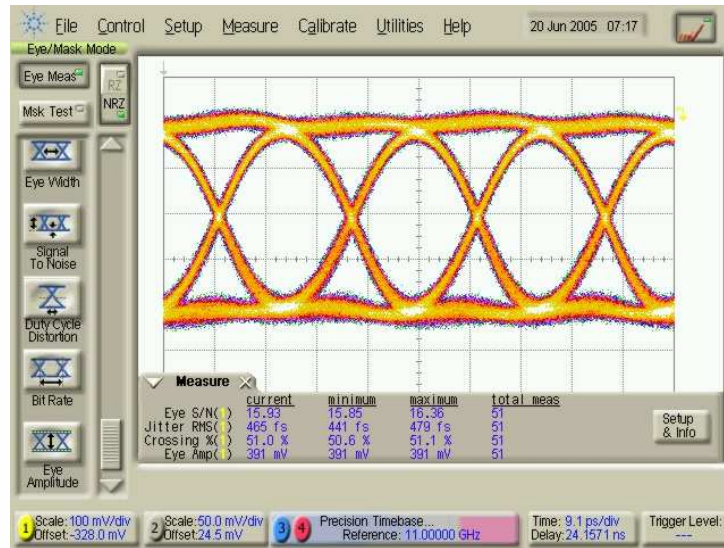 File Control Setup Measure Calibrate Utilities Help 20 Jun 2005 07:17
Eye/Mask Mode
Eye Meas
RZ
Msk Test
NRZ
Eye Width
Signal
To Noise
Duty Cycle
Distortion
Bit Rate
Eye
Amplitude
Measure
current minimum maximum total meas
Eye S/N(1) 15.93 15.85 16.36 51
Jitter RMS(1) 465 fs 441 fs 479 fs 51
Crossing %(1) 51.0 % 50.6 % 51.1 % 51
Eye Amp(1) 391 mV 391 mV 391 mV 51
Setup
& Info
1 Scale: 100 mV/div
Offset: -328.0 mV
2 Scale: 50.0 mV/div
Offset: 24.5 mV
3 4 Precision Timebase...
Reference: 11.00000 GHz
Time: 9.1 ps/div
Delay: 24.1571 ns
Trigger Level:
---